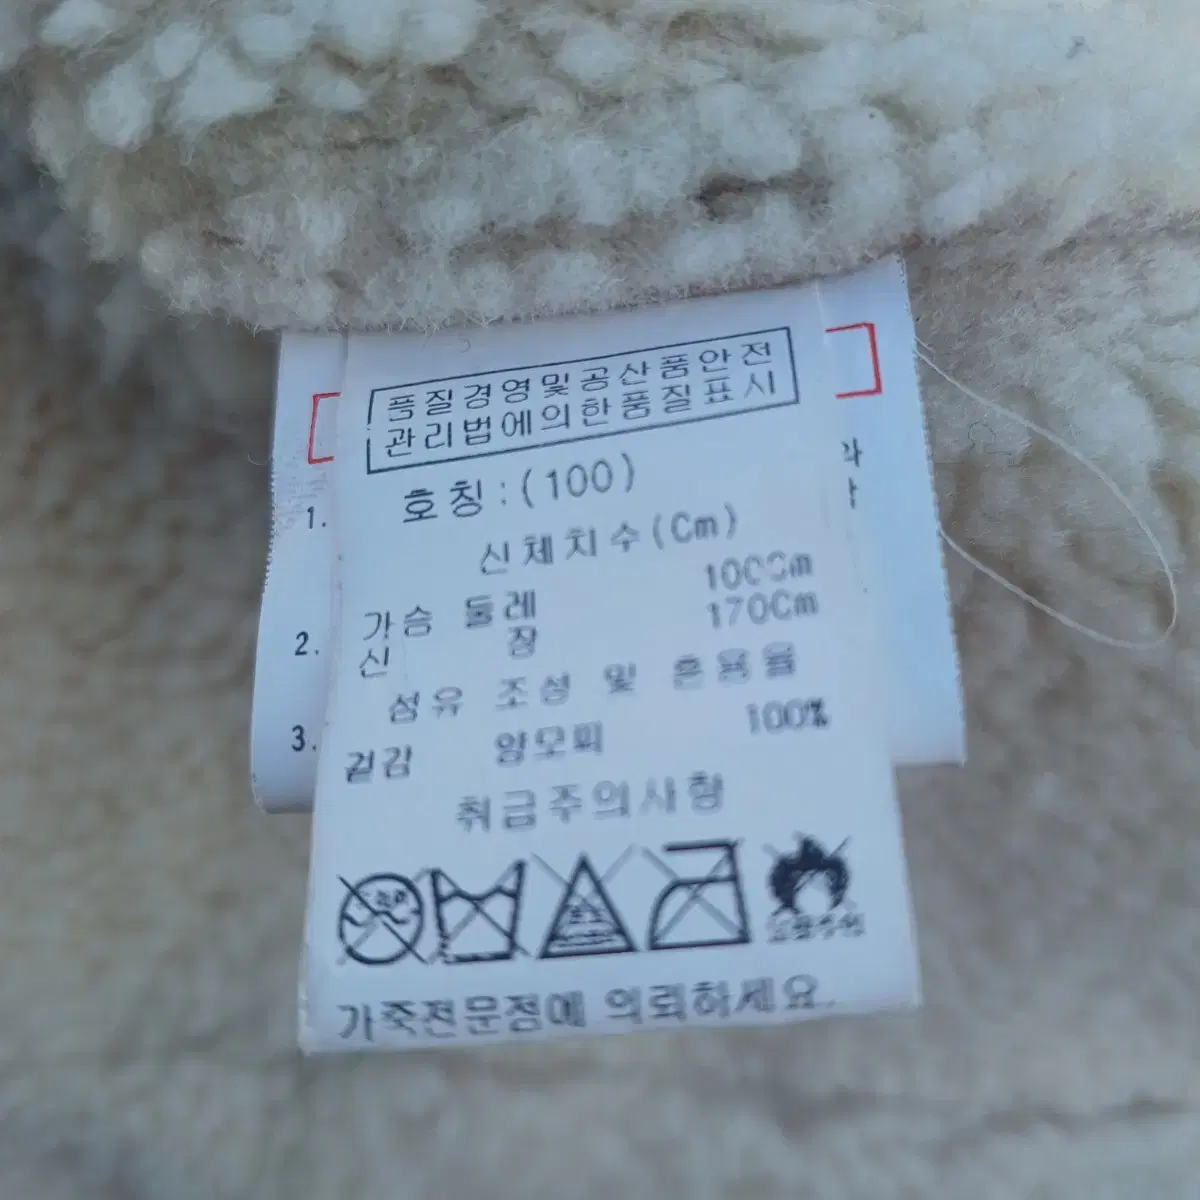 품질경영및공산품안전
관리법에의한품질표시
호칭:(100)
신체치수(Cm)
가슴 둘레 100Cm
신 장 170Cm
섬유 조성 및 혼용율
겉감 양모피 100%
취급주의사항
가죽전문점에 의뢰하세요.
1.
2.
3.